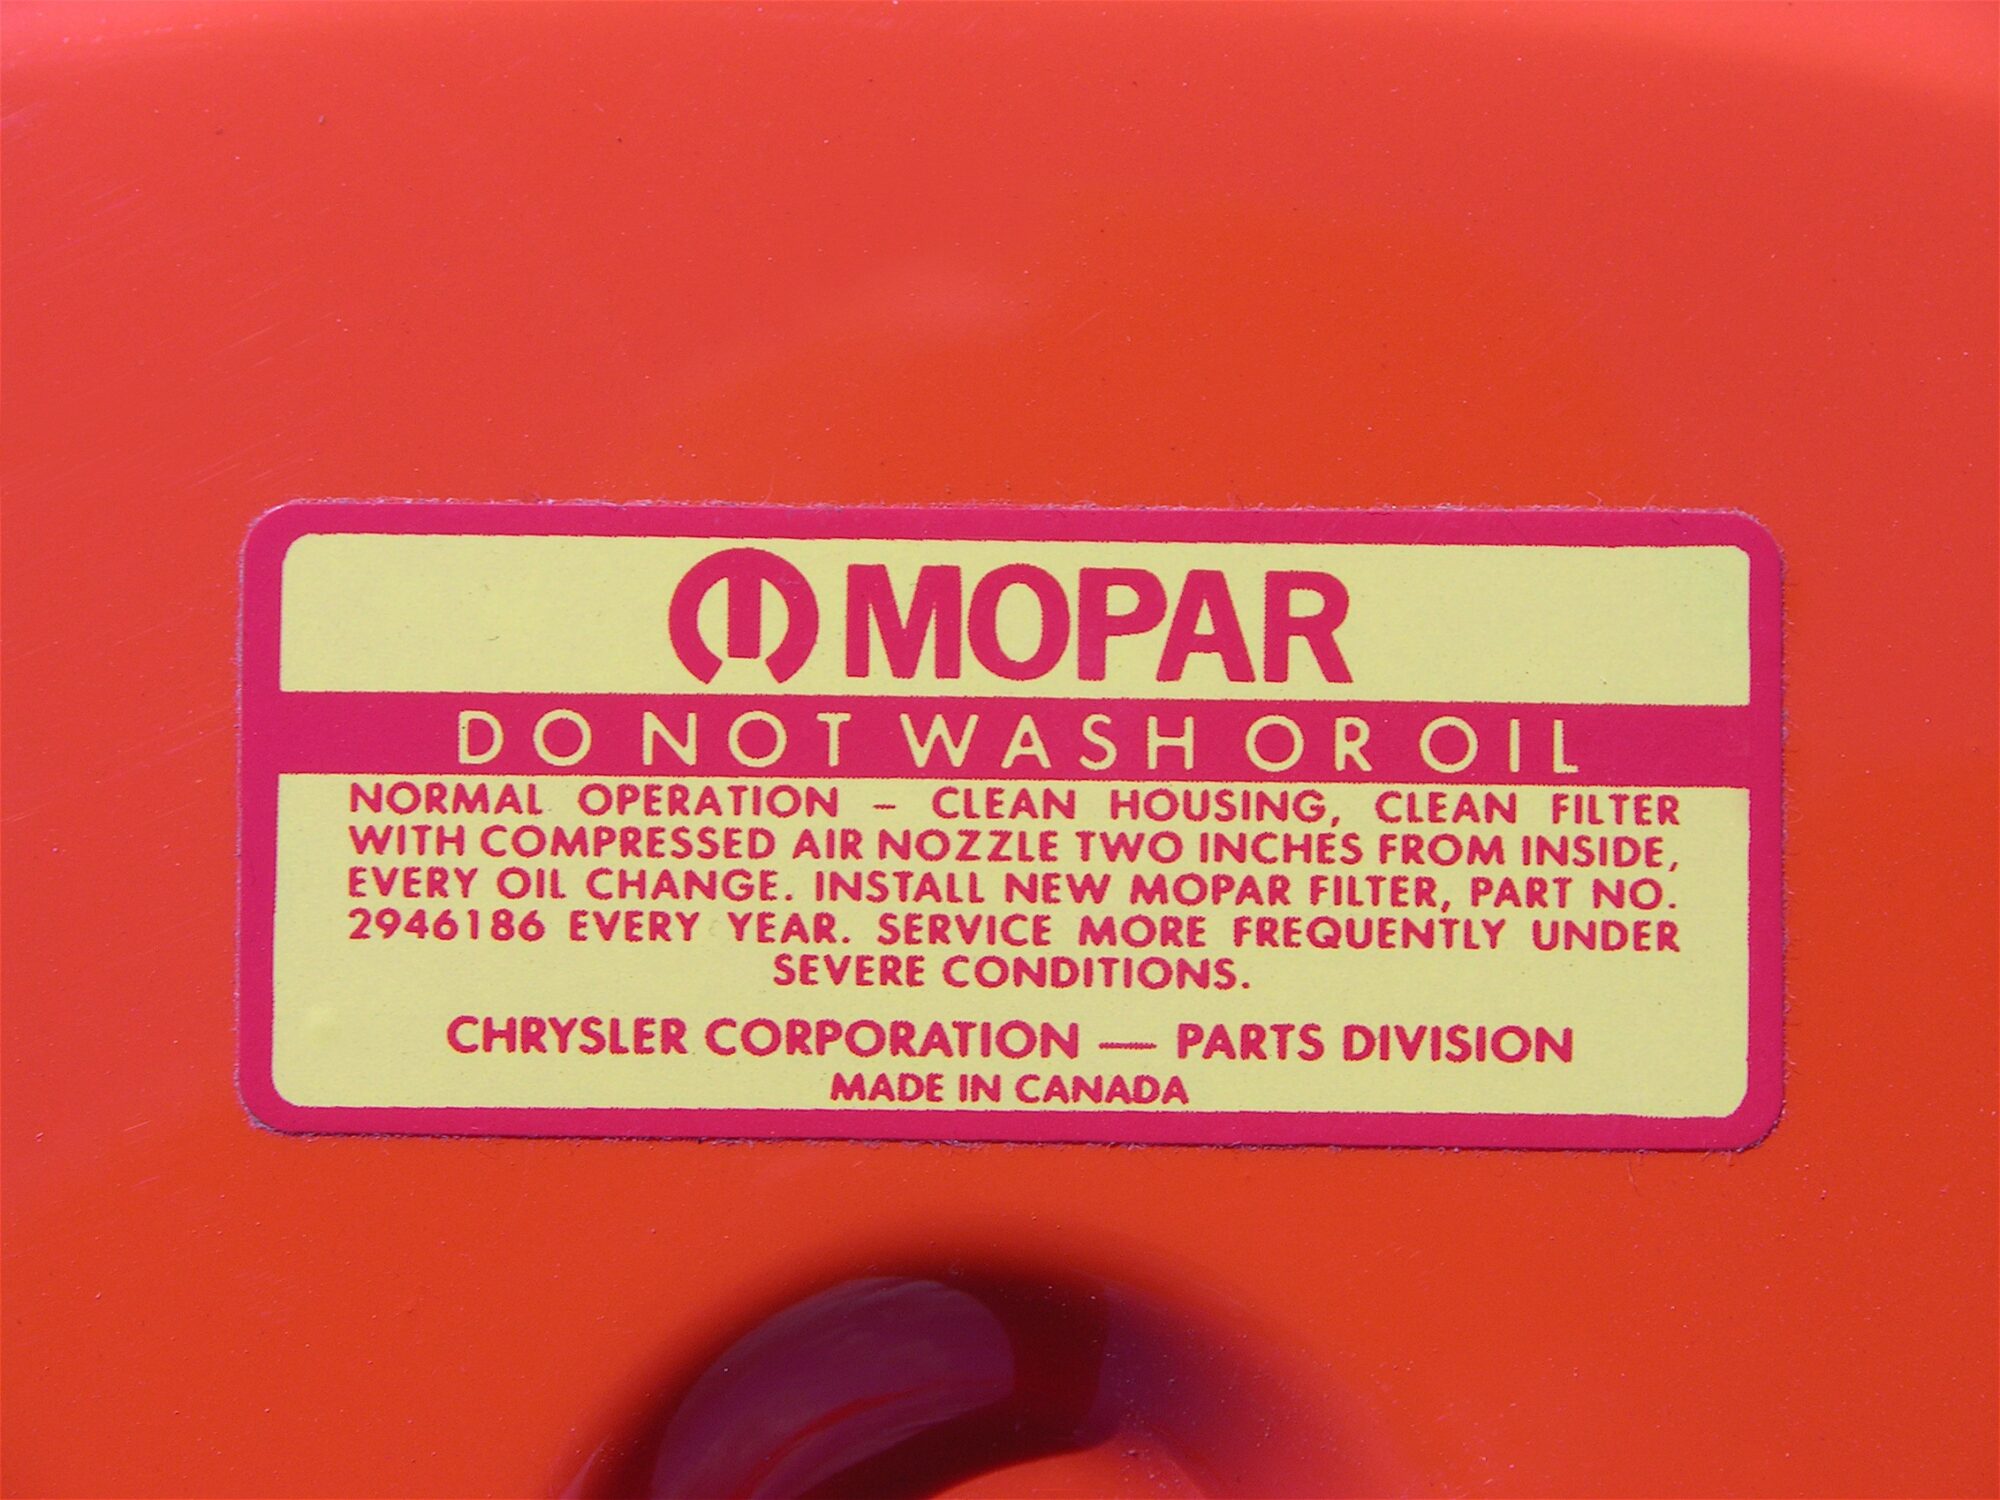 MOPAR
DO NOT WASH OR OIL
NORMAL OPERATION – CLEAN HOUSING, CLEAN FILTER
WITH COMPRESSED AIR NOZZLE TWO INCHES FROM INSIDE,
EVERY OIL CHANGE. INSTALL NEW MOPAR FILTER, PART NO.
2946186 EVERY YEAR. SERVICE MORE FREQUENTLY UNDER
SEVERE CONDITIONS.
CHRYSLER CORPORATION — PARTS DIVISION
MADE IN CANADA